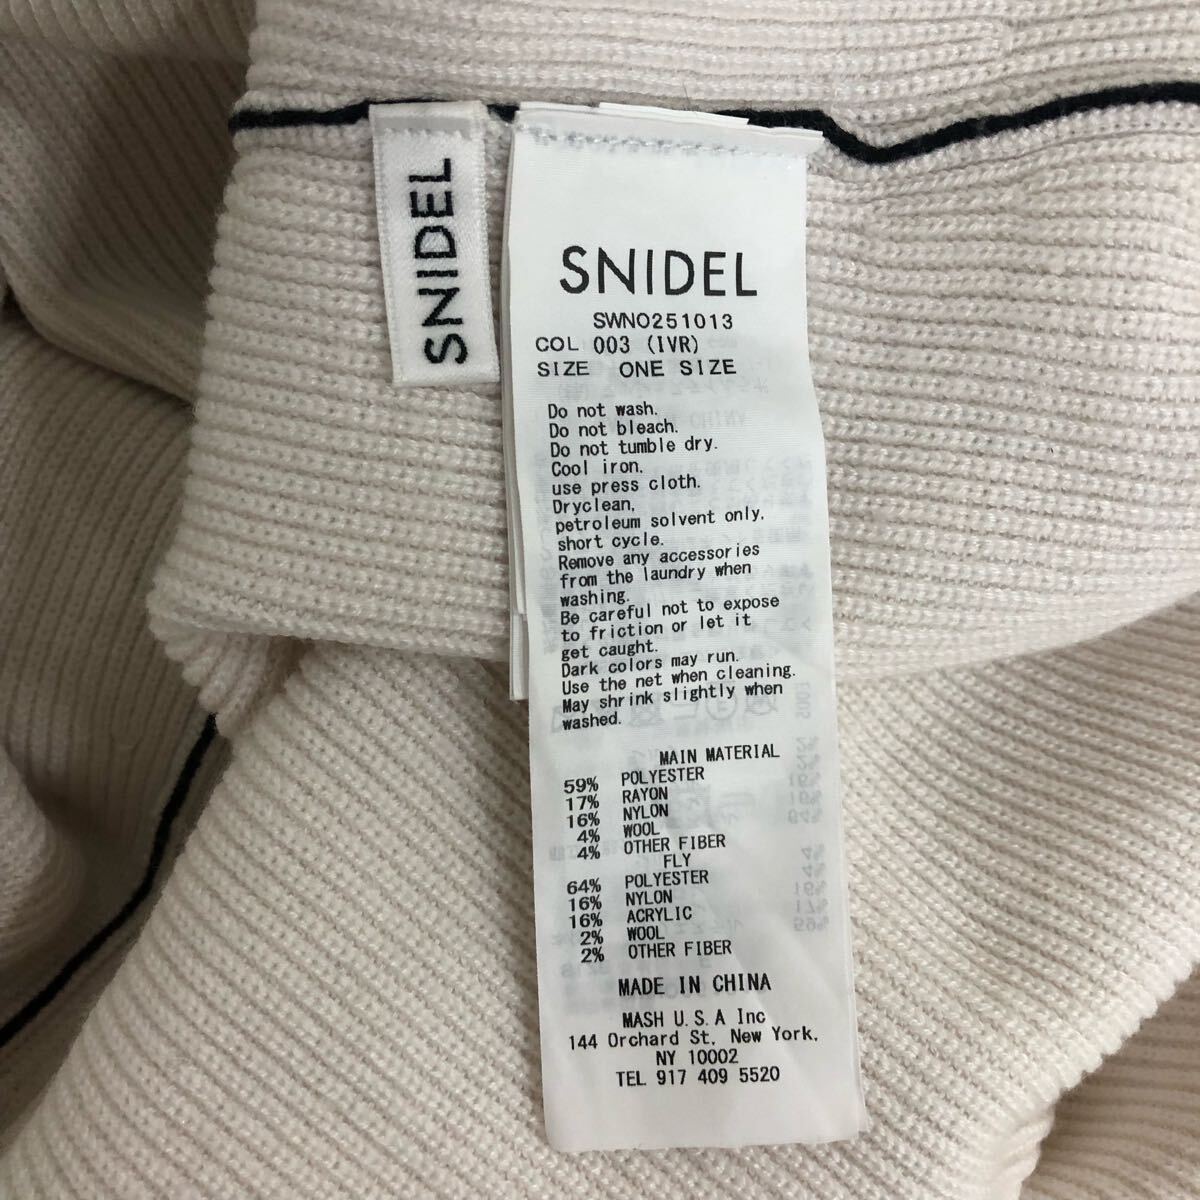 SNIDEL
SNIDEL
SWNO251013
COL 003 (IVR)
SIZE ONE SIZE
Do not wash.
Do not bleach.
Do not tumble dry.
Cool iron.
use press cloth.
Dryclean,
petroleum solvent only.
short cycle.
Remove any accessories
from the laundry when
washing.
Be careful not to expose
to friction or let it
get caught.
Dark colors may run.
Use the net when cleaning.
May shrink slightly when
washed.
MAIN MATERIAL
59% POLYESTER
17% RAYON
16% NYLON
4% WOOL
4% OTHER FIBER
FLY
64% POLYESTER
16% NYLON
16% ACRYLIC
2% WOOL
2% OTHER FIBER
MADE IN CHINA
MASH U.S.A Inc
144 Orchard St. New York.
NY 10002
TEL 917 409 5520